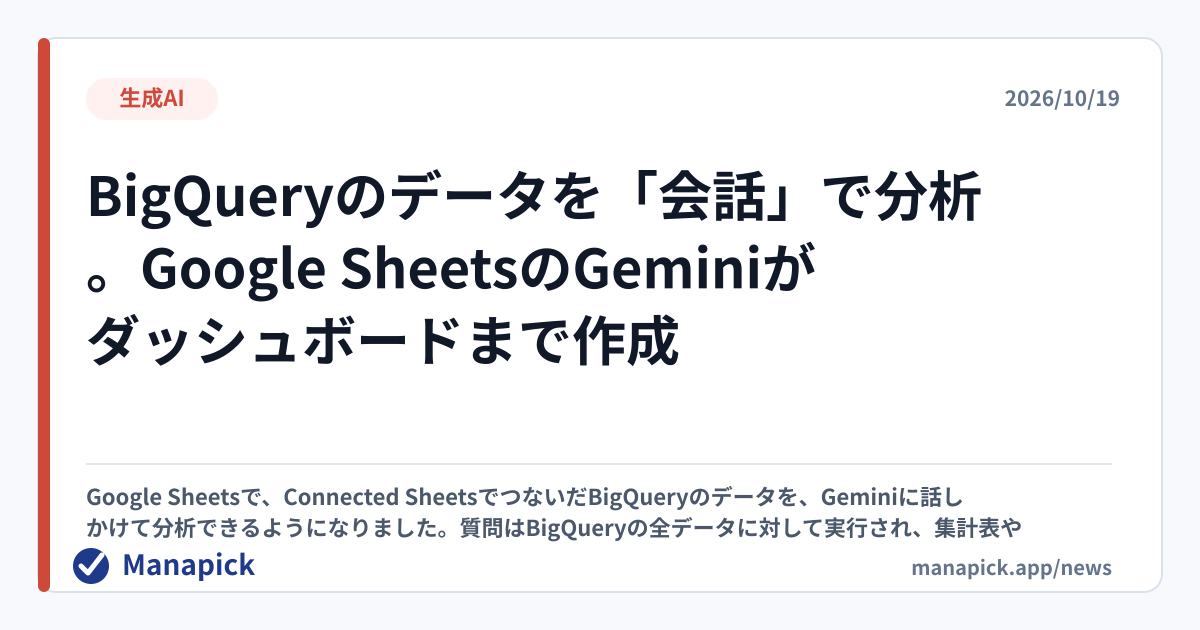 生成AI
2026/10/19
BigQueryのデータを「会話」で分析
。Google SheetsのGeminiが
ダッシュボードまで作成
Google Sheetsで、Connected SheetsでつないだBigQueryのデータを、Geminiに話し
かけて分析できるようになりました。質問はBigQueryの全データに対して実行され、集計表や
Manapick
manapick.app/news